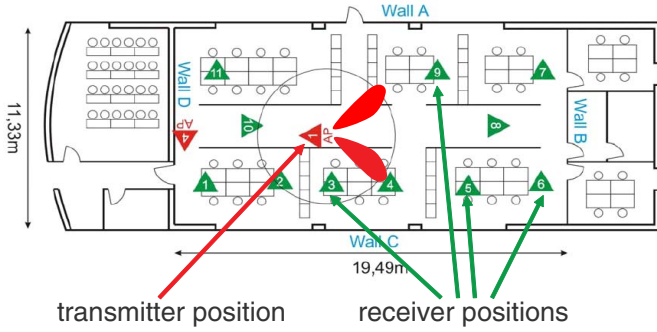 Wall A
11
9
7
Wall D
11,33m
10
1
AP
8
Wall B
4
AP
1
2
3
4
5
6
Wall C
19,49m
transmitter position
receiver positions